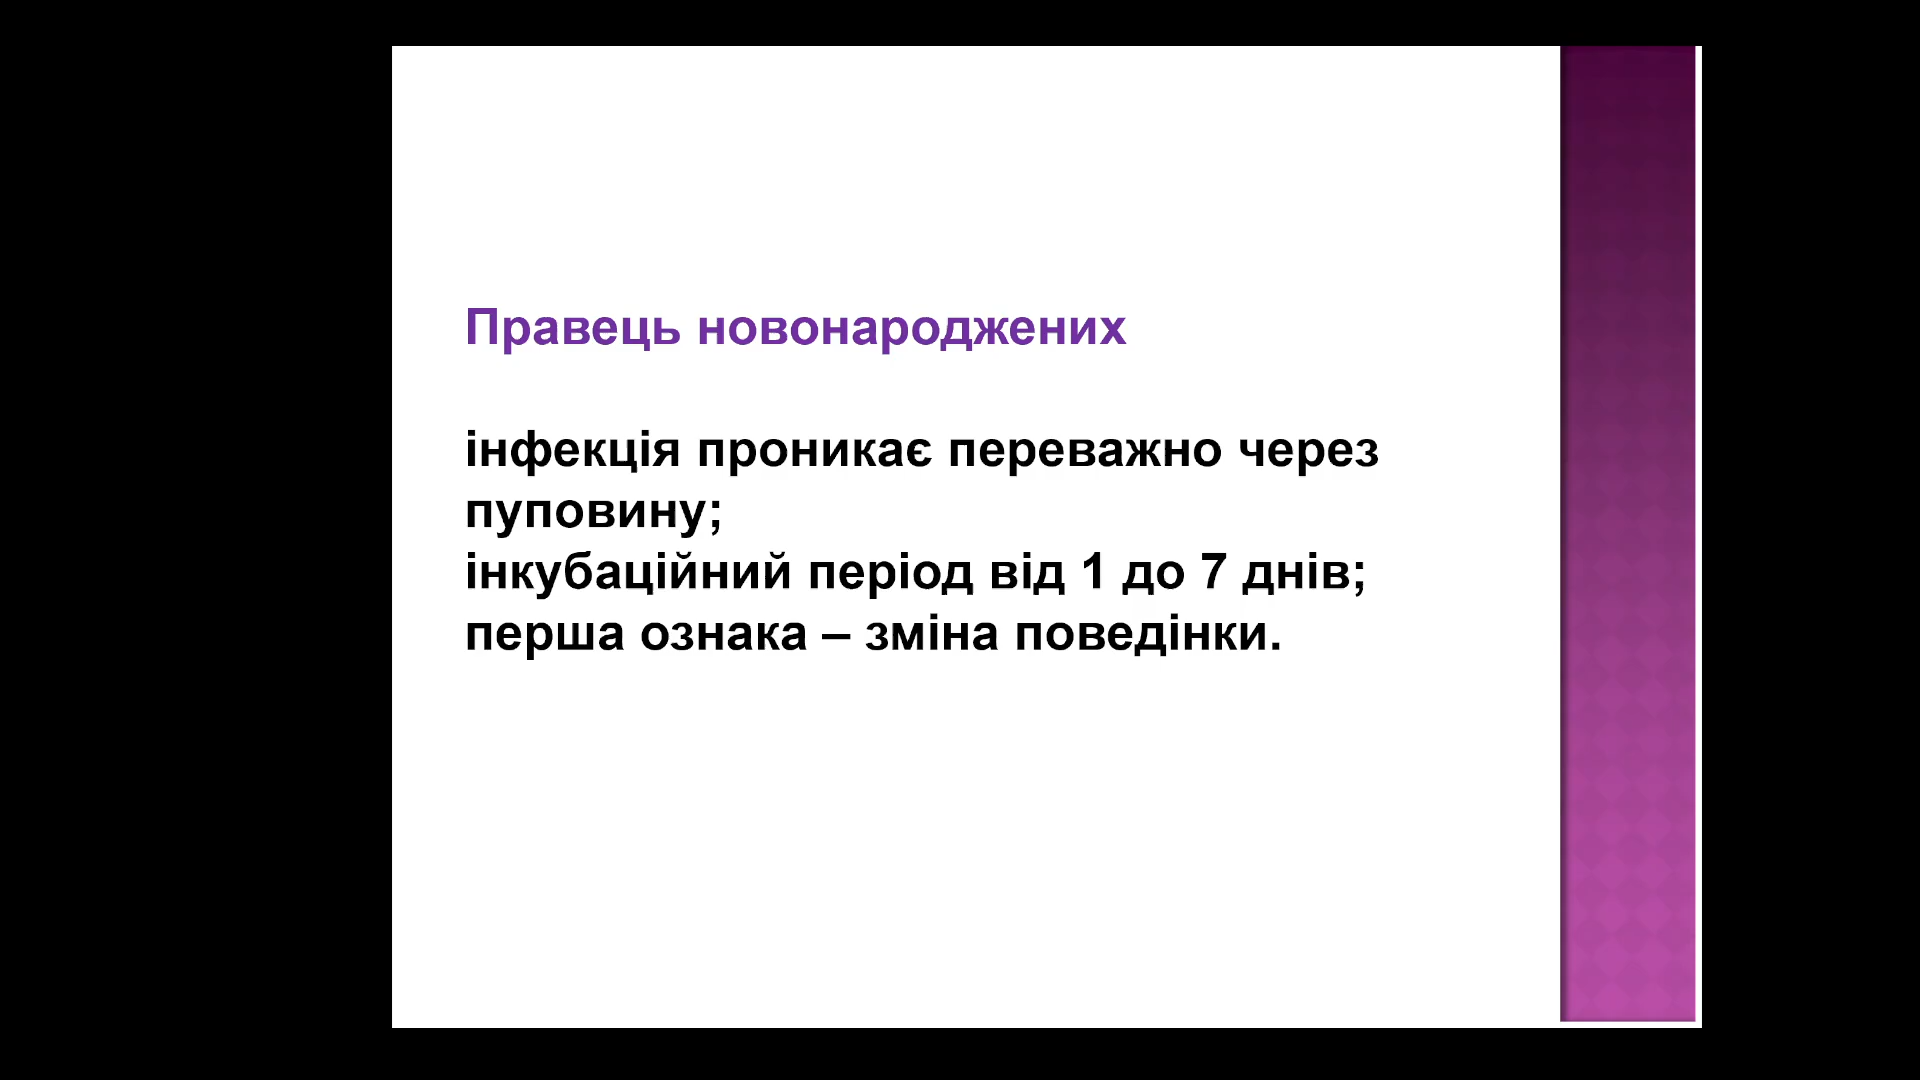 Правець новонароджених
інфекція проникає переважно через
пуповину;
інкубаційний період від 1 до 7 днів;
перша ознака – зміна поведінки.